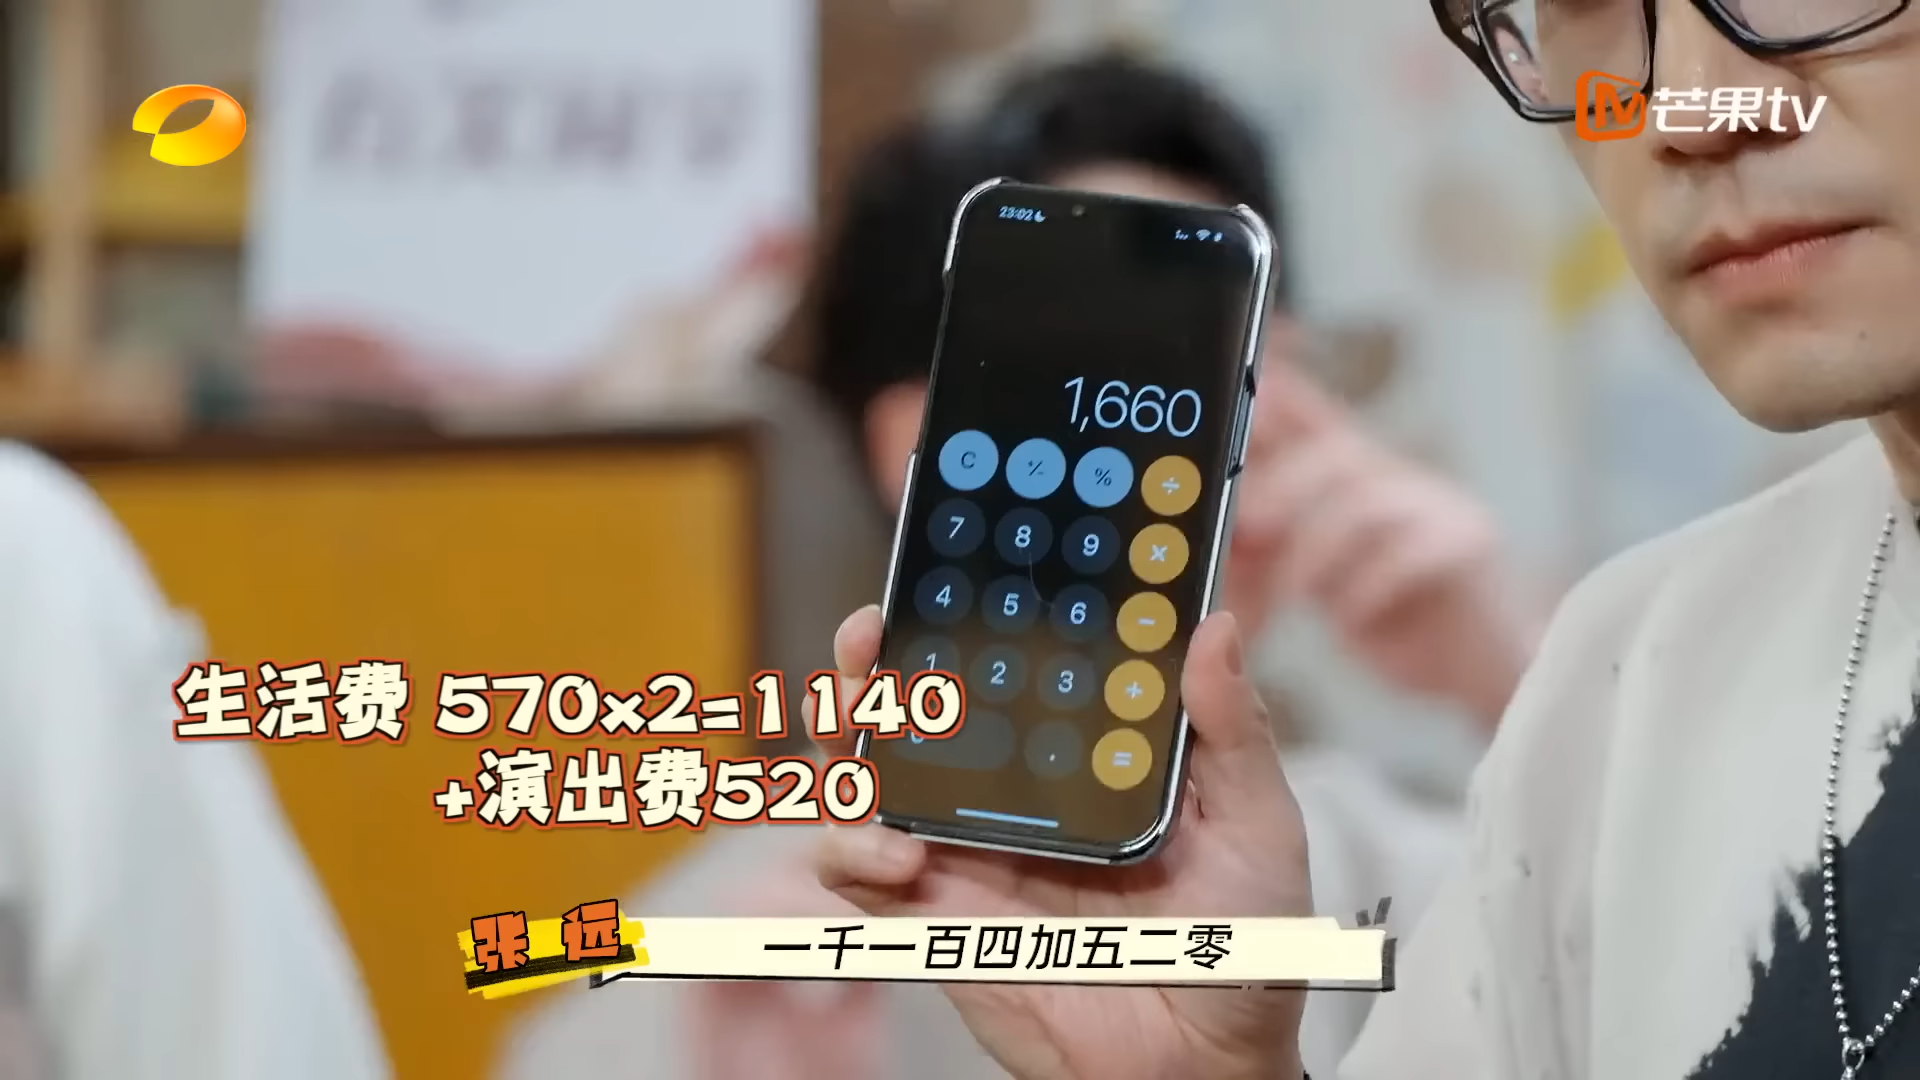 芒果tv
23:02
1,660
C +/- % ÷
7 8 9 ×
4 5 6 −
1 2 3 +
0 . =
生活费 570×2=1140
+演出费520
张远 一千一百四加五二零